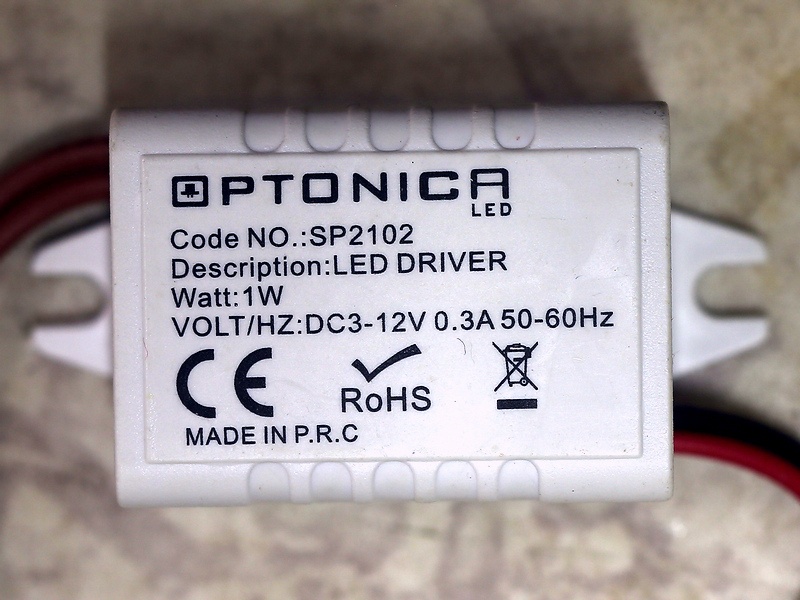 OPTONICA
LED
Code NO.:SP2102
Description:LED DRIVER
Watt:1W
VOLT/HZ:DC3-12V 0.3A 50-60Hz
CE
RoHS
MADE IN P.R.C